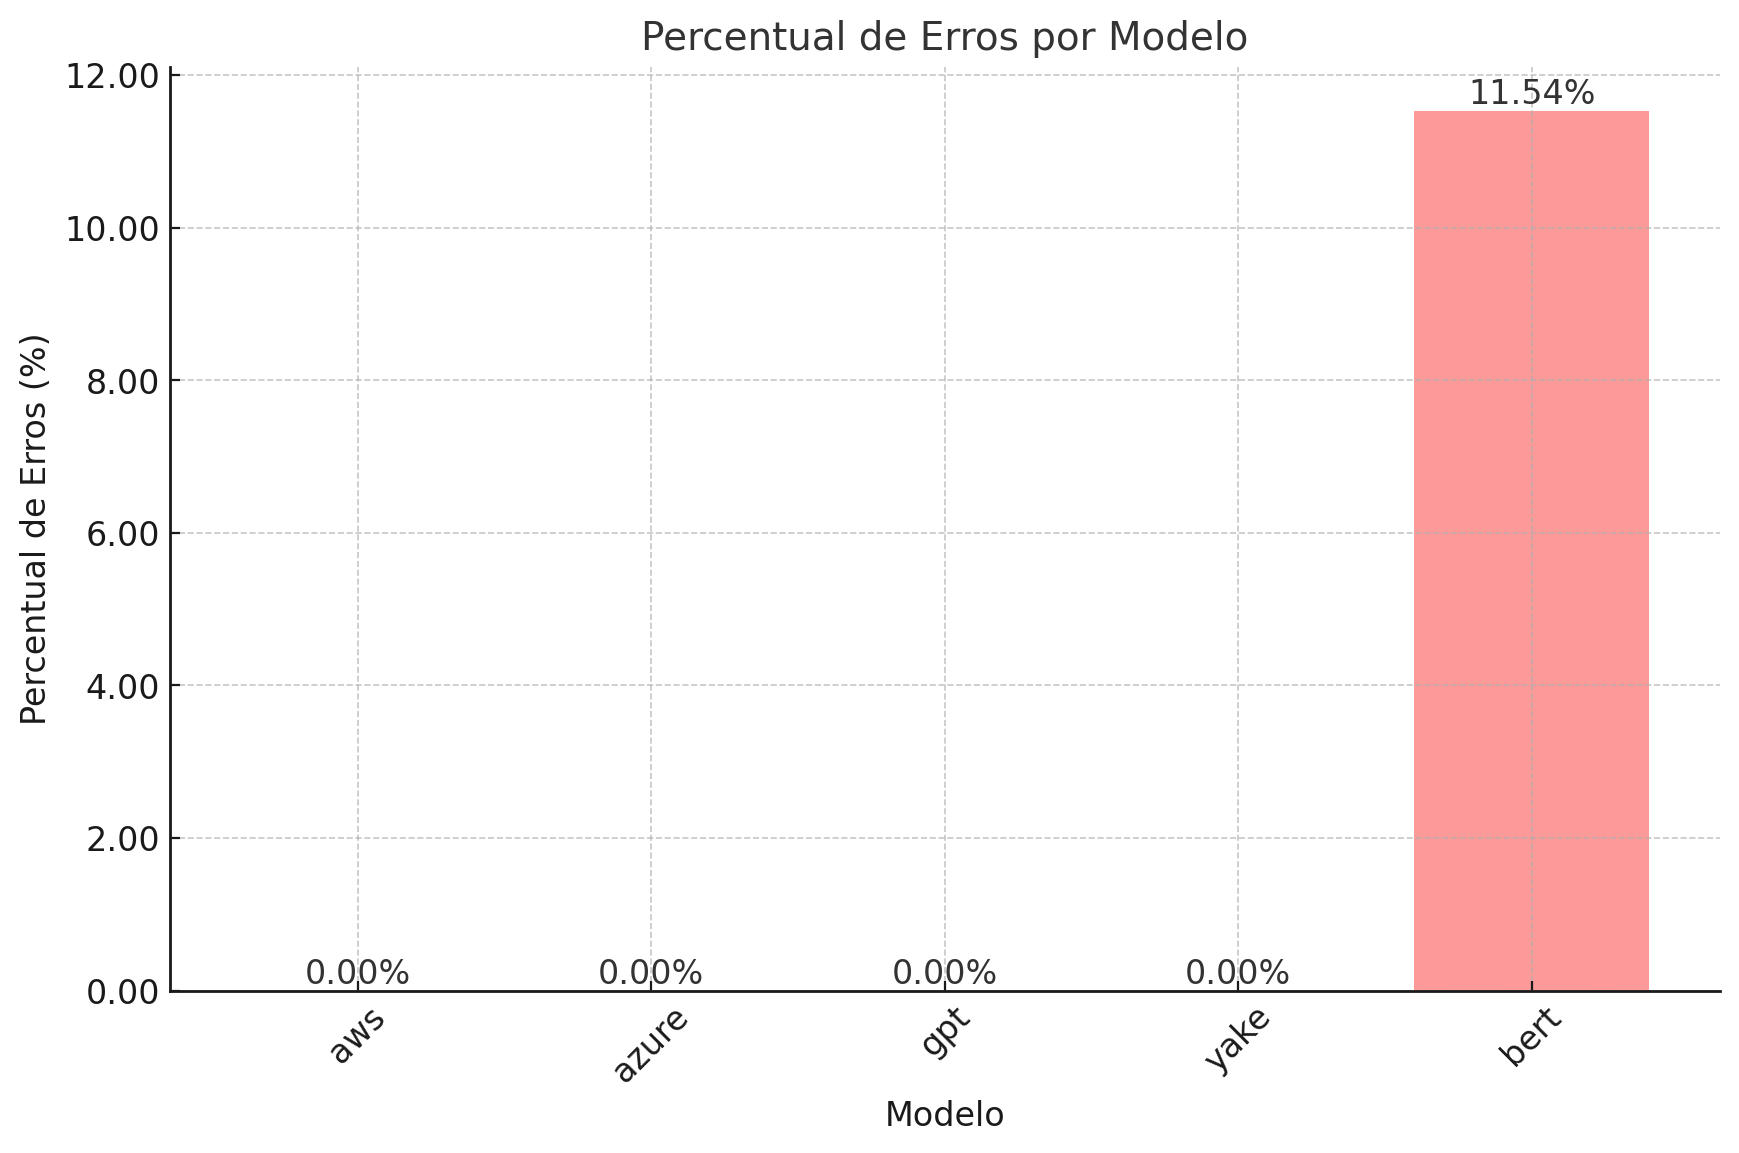 Percentual de Erros por Modelo
12.00
11.54%
10.00
8.00
6.00
4.00
2.00
0.00
Percentual de Erros (%)
0.00% 0.00% 0.00% 0.00%
aws azure gpt yake bert
Modelo